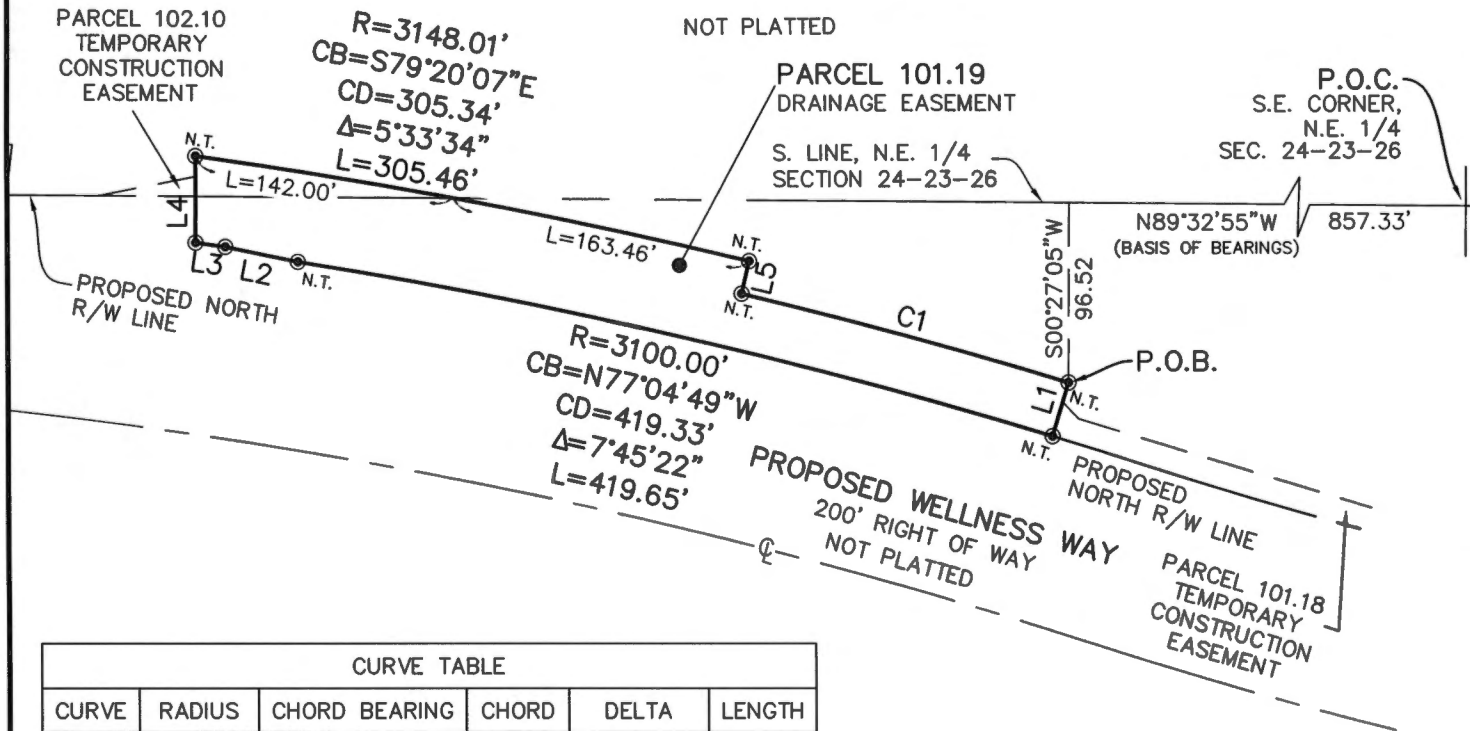 PARCEL 102.10
TEMPORARY
CONSTRUCTION
EASEMENT
R=3148.01'
CB=S79°20'07"E
CD=305.34'
Δ=5°33'34"
L=305.46'
NOT PLATTED
PARCEL 101.19
DRAINAGE EASEMENT
P.O.C.
S.E. CORNER,
N.E. 1/4
SEC. 24-23-26
S. LINE, N.E. 1/4
SECTION 24-23-26
N89°32'55"W
857.33'
(BASIS OF BEARINGS)
S00°27'05"W
96.52
N.T.
L=142.00'
L4
L3
L2
N.T.
L=163.46'
N.T.
L5
N.T.
C1
P.O.B.
L1
N.T.
N.T.
PROPOSED NORTH
R/W LINE
R=3100.00'
CB=N77°04'49"W
CD=419.33'
Δ=7°45'22"
L=419.65'
PROPOSED WELLNESS WAY
200' RIGHT OF WAY
NOT PLATTED
℄
PROPOSED
NORTH R/W LINE
PARCEL 101.18
TEMPORARY
CONSTRUCTION
EASEMENT
CURVE TABLE
CURVE RADIUS CHORD BEARING CHORD DELTA LENGTH